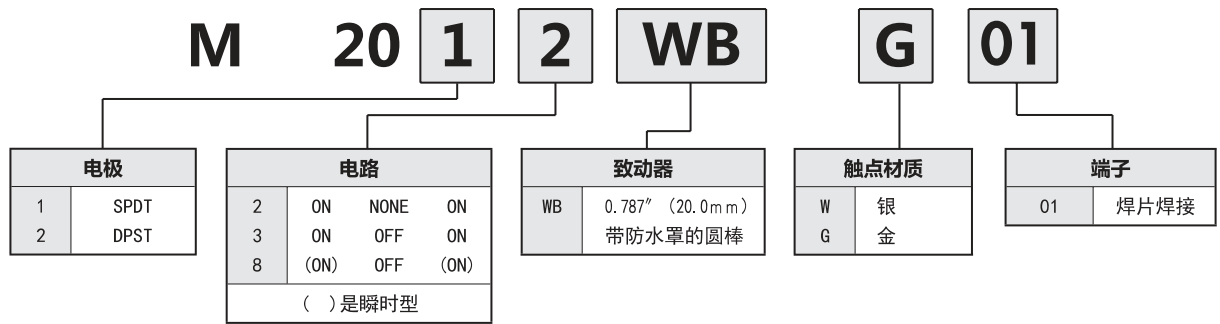 M 20 1 2 WB G 01
电极
1 SPDT
2 DPST
电路
2 ON NONE ON
3 ON OFF ON
8 (ON) OFF (ON)
( )是瞬时型
致动器
WB 0.787″ (20.0mm)
带防水罩的圆棒
触点材质
W 银
G 金
端子
01 焊片焊接